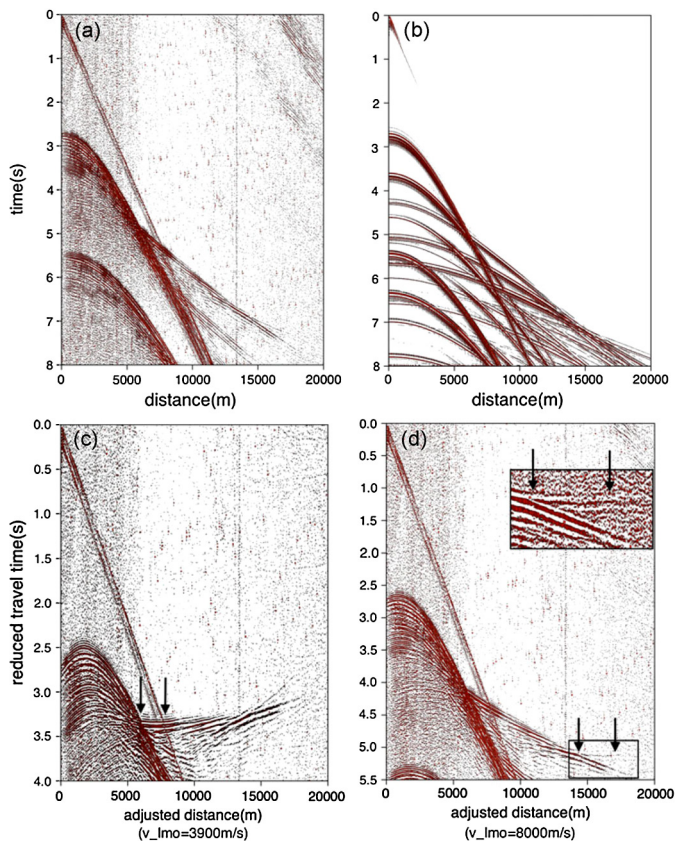 (a)
0
1
2
3
4
5
6
7
8
time(s)
0 5000 10000 15000 20000
distance(m)
(b)
0
1
2
3
4
5
6
7
8
0 5000 10000 15000 20000
distance(m)
(c)
0.0
0.5
1.0
1.5
2.0
2.5
3.0
3.5
4.0
reduced travel time(s)
0 5000 10000 15000 20000
adjusted distance(m)
(v_lmo=3900m/s)
(d)
0.0
0.5
1.0
1.5
2.0
2.5
3.0
3.5
4.0
4.5
5.0
5.5
0 5000 10000 15000 20000
adjusted distance(m)
(v_lmo=8000m/s)